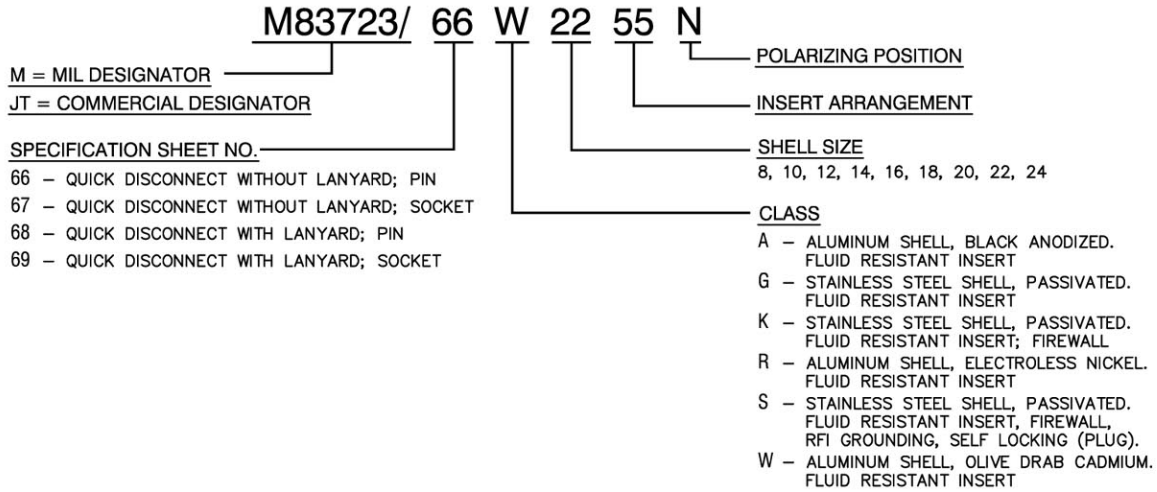 M83723/ 66 W 22 55 N
M = MIL DESIGNATOR
JT = COMMERCIAL DESIGNATOR
SPECIFICATION SHEET NO.
66 – QUICK DISCONNECT WITHOUT LANYARD; PIN
67 – QUICK DISCONNECT WITHOUT LANYARD; SOCKET
68 – QUICK DISCONNECT WITH LANYARD; PIN
69 – QUICK DISCONNECT WITH LANYARD; SOCKET
POLARIZING POSITION
INSERT ARRANGEMENT
SHELL SIZE
8, 10, 12, 14, 16, 18, 20, 22, 24
CLASS
A – ALUMINUM SHELL, BLACK ANODIZED.
FLUID RESISTANT INSERT
G – STAINLESS STEEL SHELL, PASSIVATED.
FLUID RESISTANT INSERT
K – STAINLESS STEEL SHELL, PASSIVATED.
FLUID RESISTANT INSERT; FIREWALL
R – ALUMINUM SHELL, ELECTROLESS NICKEL.
FLUID RESISTANT INSERT
S – STAINLESS STEEL SHELL, PASSIVATED.
FLUID RESISTANT INSERT, FIREWALL,
RFI GROUNDING, SELF LOCKING (PLUG).
W – ALUMINUM SHELL, OLIVE DRAB CADMIUM.
FLUID RESISTANT INSERT